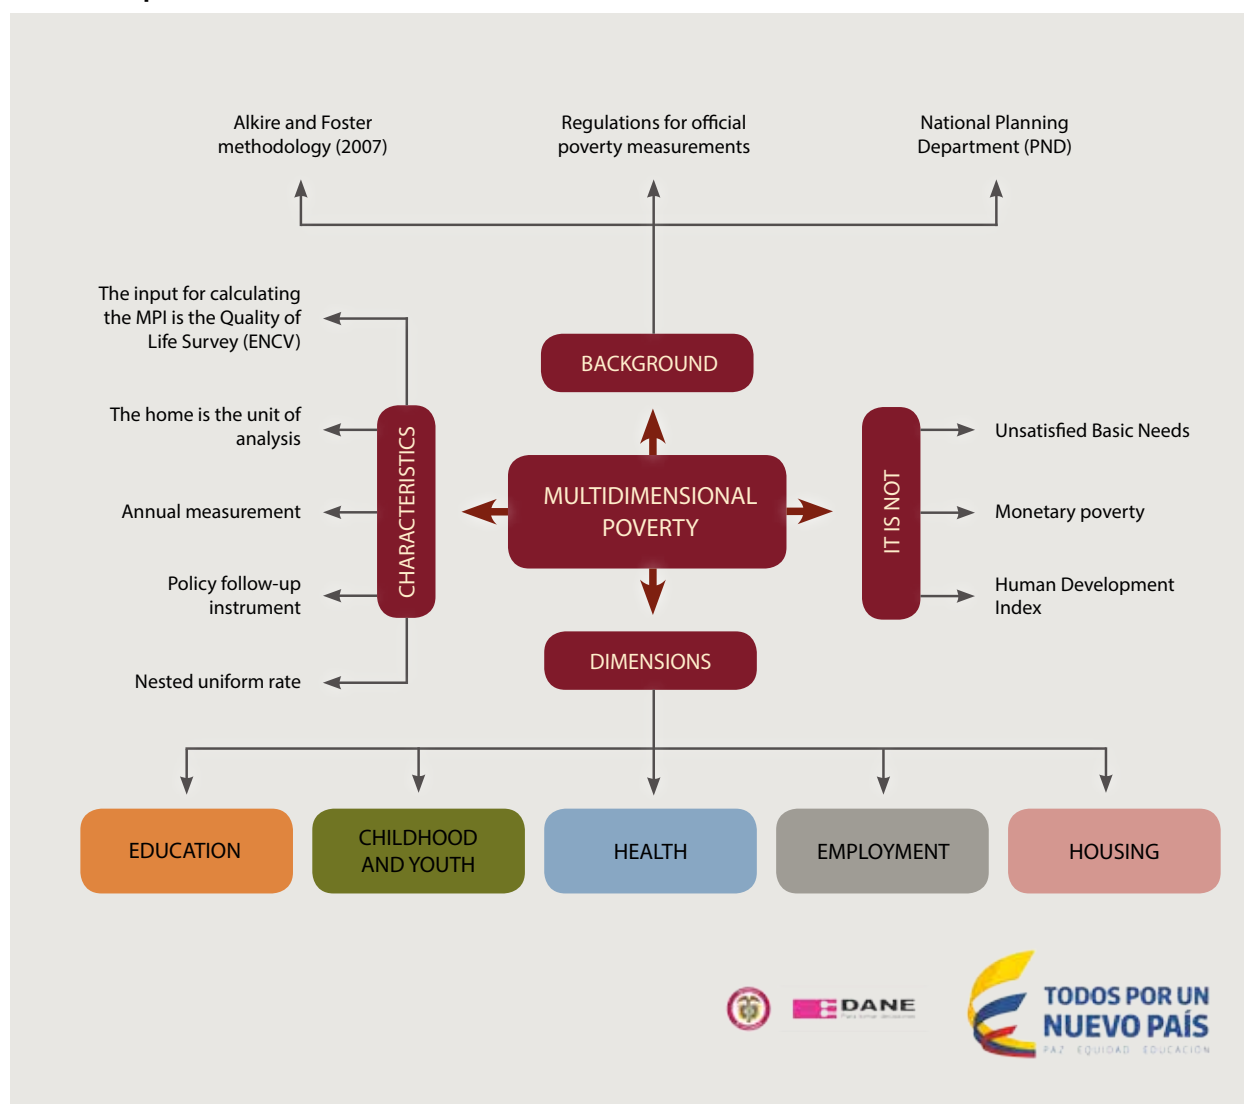 Alkire and Foster
methodology (2007)
Regulations for official
poverty measurements
National Planning
Department (PND)
The input for calculating
the MPI is the Quality of
Life Survey (ENCV)
The home is the unit of
analysis
Annual measurement
Policy follow-up
instrument
Nested uniform rate
CHARACTERISTICS
BACKGROUND
MULTIDIMENSIONAL
POVERTY
DIMENSIONS
IT IS NOT
Unsatisfied Basic Needs
Monetary poverty
Human Development
Index
EDUCATION
CHILDHOOD
AND YOUTH
HEALTH
EMPLOYMENT
HOUSING
DANE
TODOS POR UN
NUEVO PAÍS
PAZ EQUIDAD EDUCACIÓN